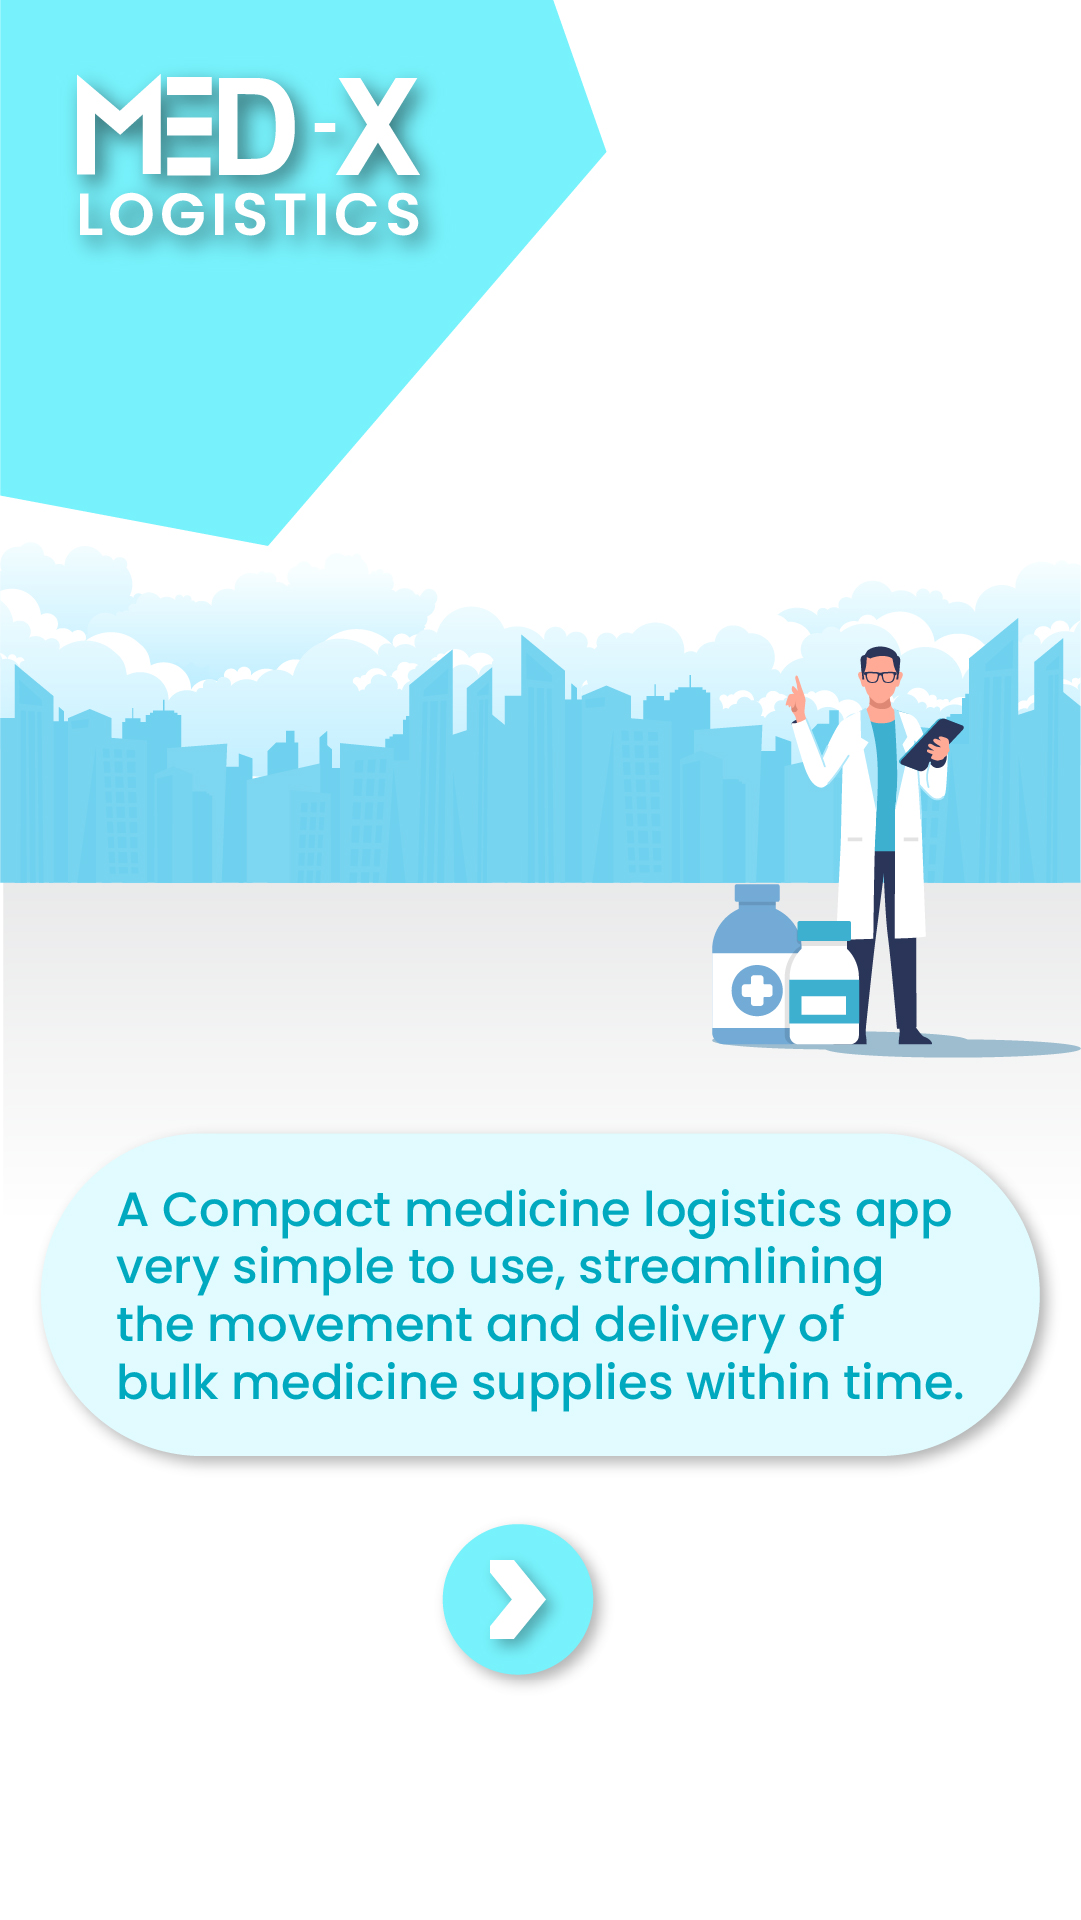 MED-X
LOGISTICS
A Compact medicine logistics app
very simple to use, streamlining
the movement and delivery of
bulk medicine supplies within time.